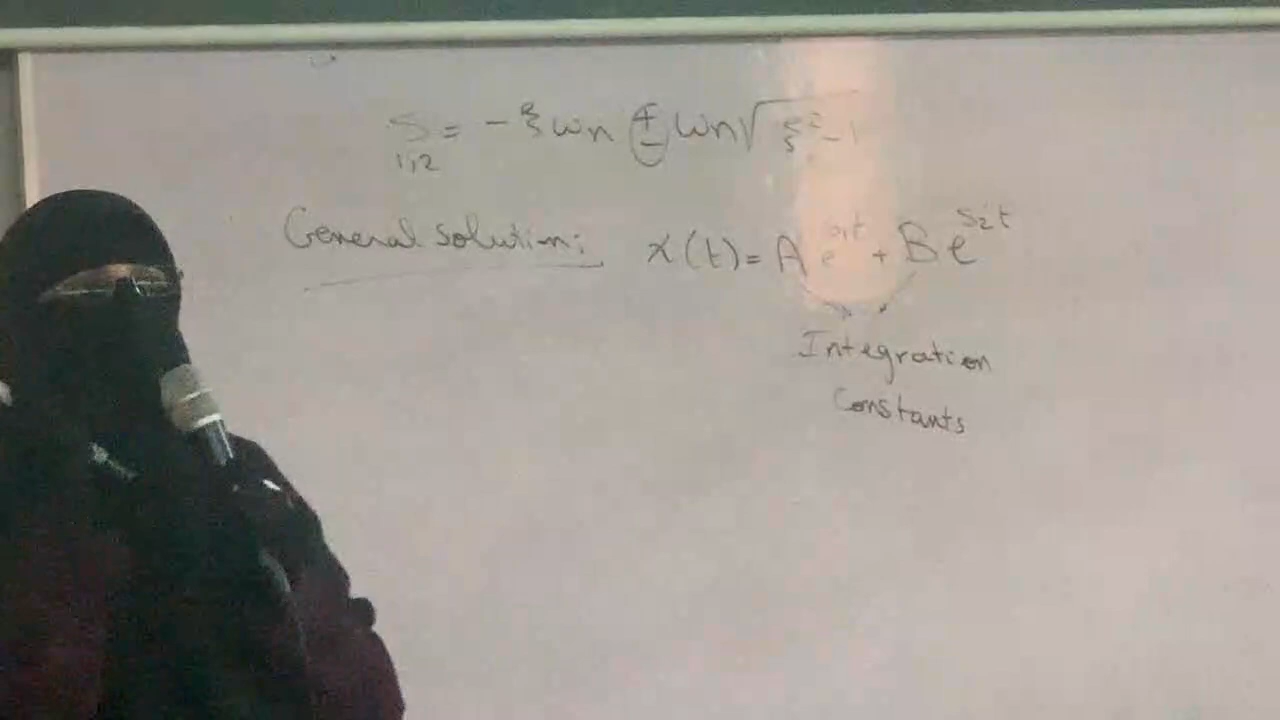 S1,2 = -ξωn ± ωn√ξ²-1
General solution: x(t) = A e^s1t + B e^s2t
Integration
Constants